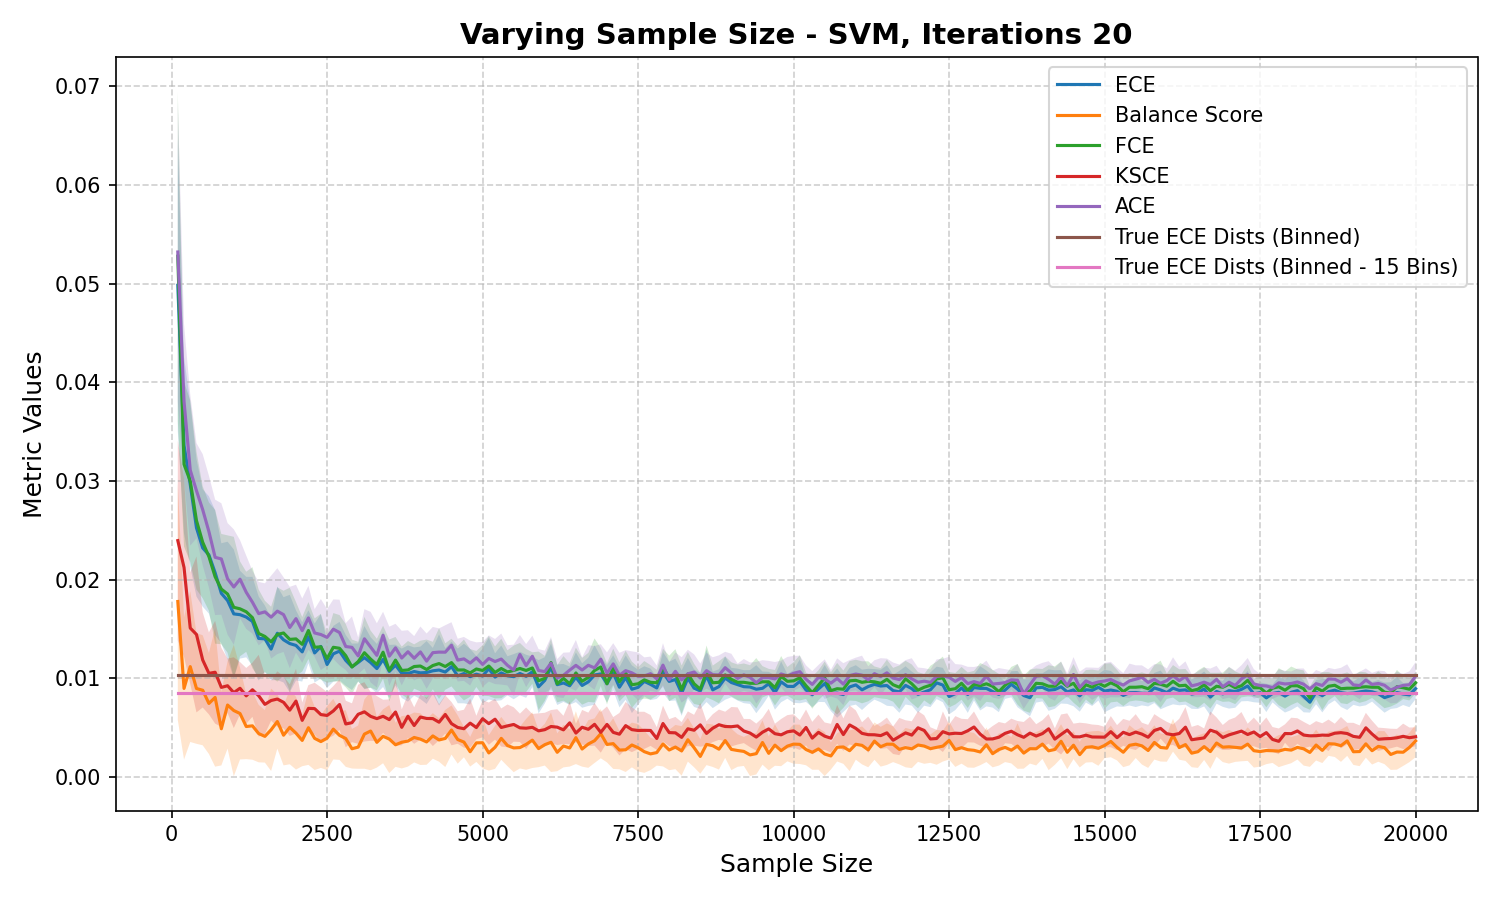 Varying Sample Size - SVM, Iterations 20
Metric Values
0.07
0.06
0.05
0.04
0.03
0.02
0.01
0.00
ECE
Balance Score
FCE
KSCE
ACE
True ECE Dists (Binned)
True ECE Dists (Binned - 15 Bins)
0
2500
5000
7500
10000
12500
15000
17500
20000
Sample Size